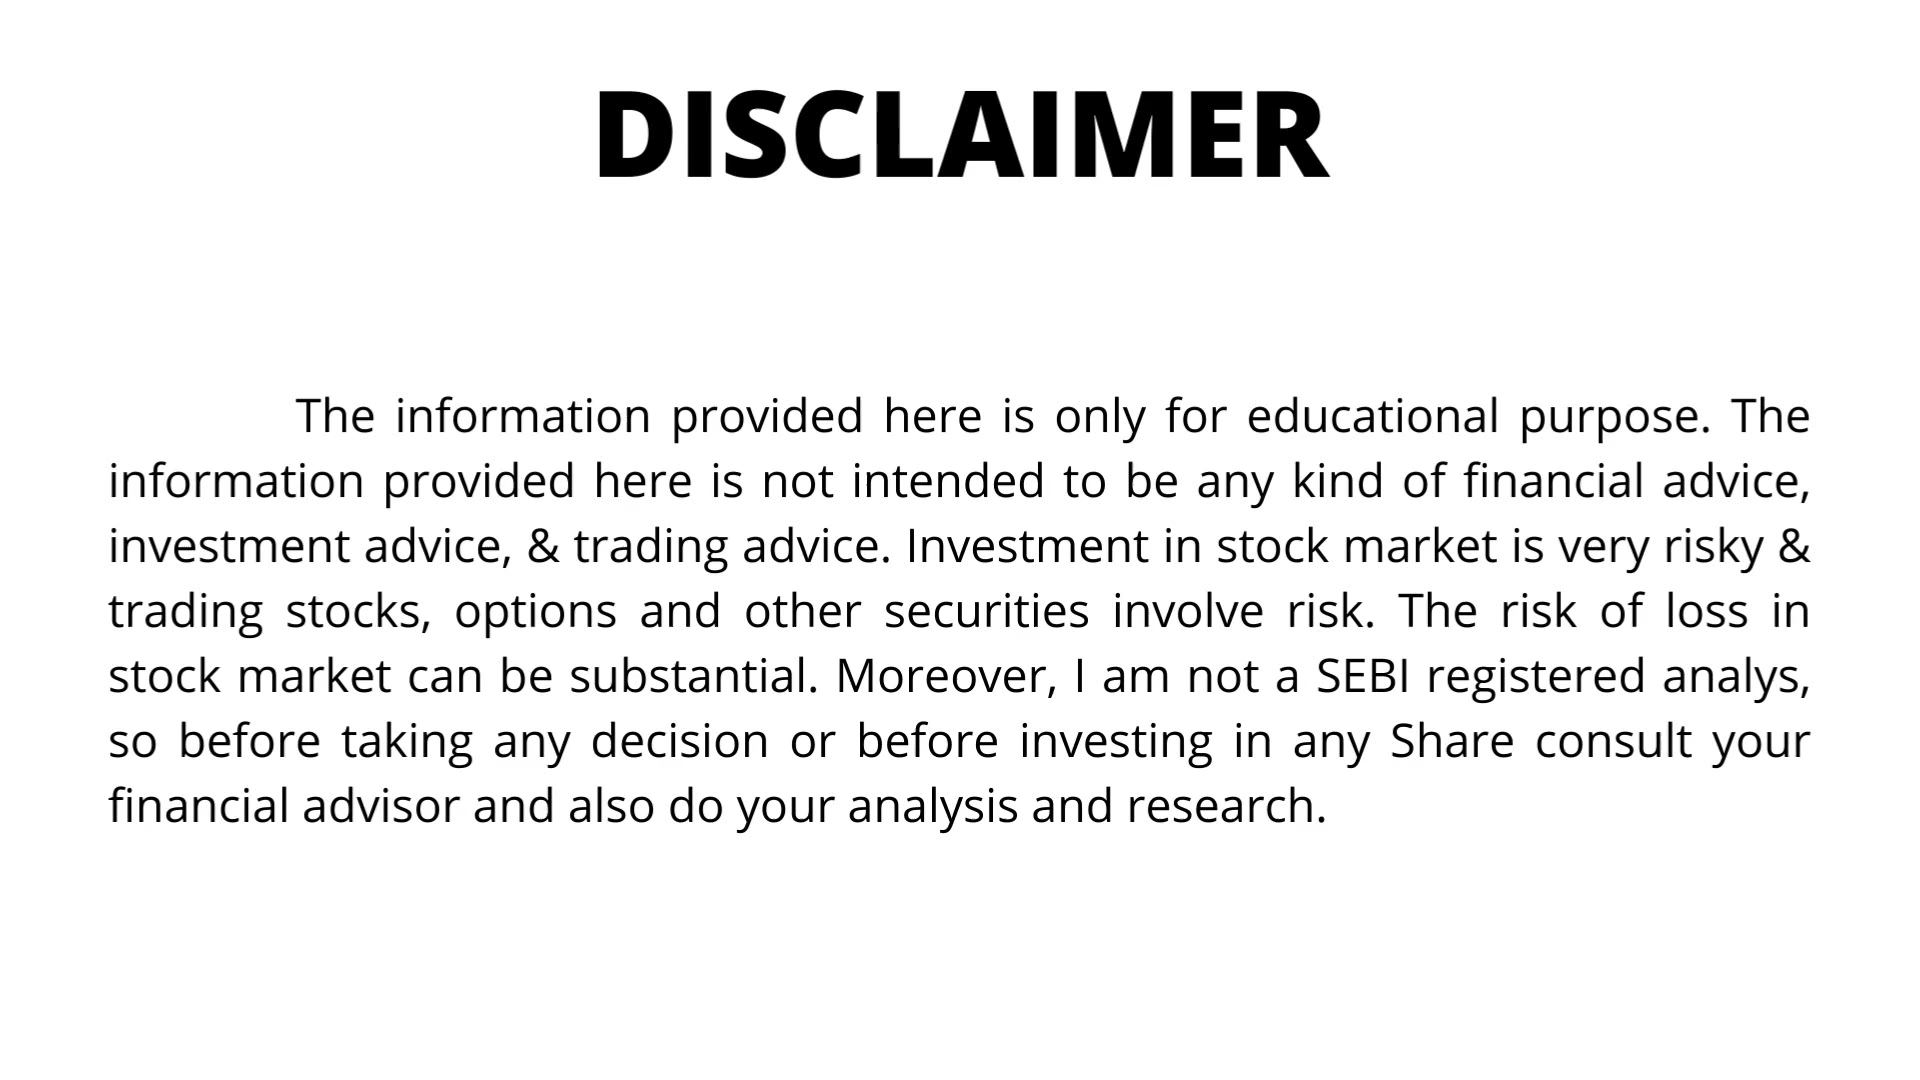 DISCLAIMER
The information provided here is only for educational purpose. The
information provided here is not intended to be any kind of financial advice,
investment advice, & trading advice. Investment in stock market is very risky &
trading stocks, options and other securities involve risk. The risk of loss in
stock market can be substantial. Moreover, I am not a SEBI registered analys,
so before taking any decision or before investing in any Share consult your
financial advisor and also do your analysis and research.